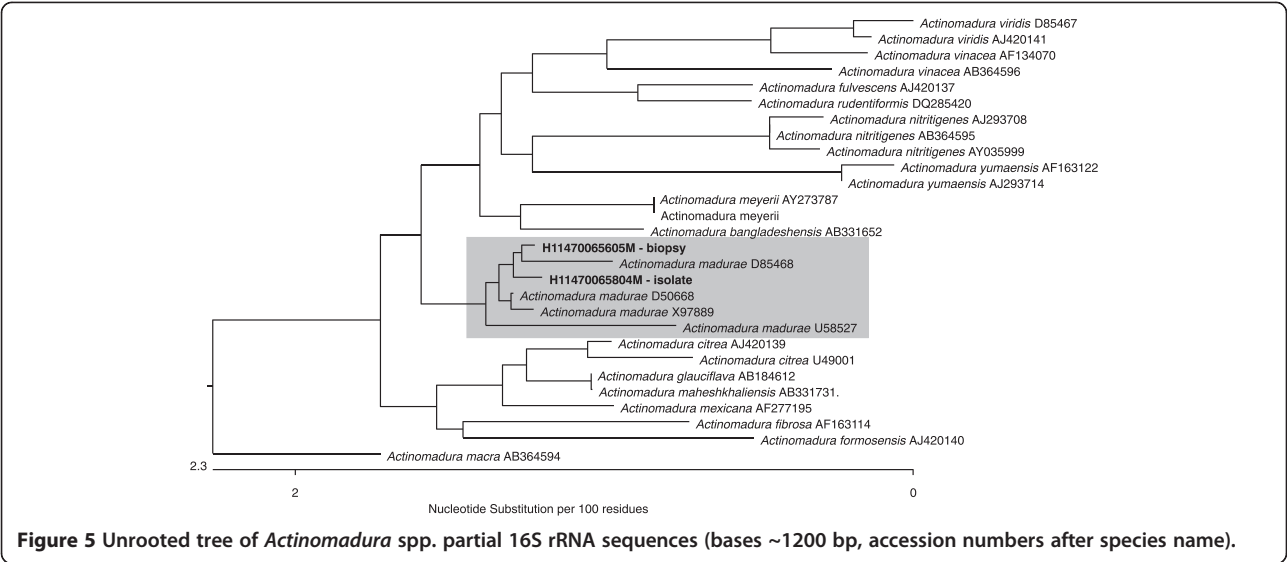 Actinomadura viridis D85467
Actinomadura viridis AJ420141
Actinomadura vinacea AF134070
Actinomadura vinacea AB364596
Actinomadura fulvescens AJ420137
Actinomadura rudentiformis DQ285420
Actinomadura nitritigenes AJ293708
Actinomadura nitritigenes AB364595
Actinomadura nitritigenes AY035999
Actinomadura yumaensis AF163122
Actinomadura yumaensis AJ293714
Actinomadura meyerii AY273787
Actinomadura meyerii
Actinomadura bangladeshensis AB331652
H11470065605M - biopsy
Actinomadura madurae D85468
H11470065804M - isolate
Actinomadura madurae D50668
Actinomadura madurae X97889
Actinomadura madurae U58527
Actinomadura citrea AJ420139
Actinomadura citrea U49001
Actinomadura glauciflava AB184612
Actinomadura maheshkhaliensis AB331731.
Actinomadura mexicana AF277195
Actinomadura fibrosa AF163114
Actinomadura formosensis AJ420140
Actinomadura macra AB364594
2.3
2 0
Nucleotide Substitution per 100 residues
Figure 5 Unrooted tree of Actinomadura spp. partial 16S rRNA sequences (bases ~1200 bp, accession numbers after species name).